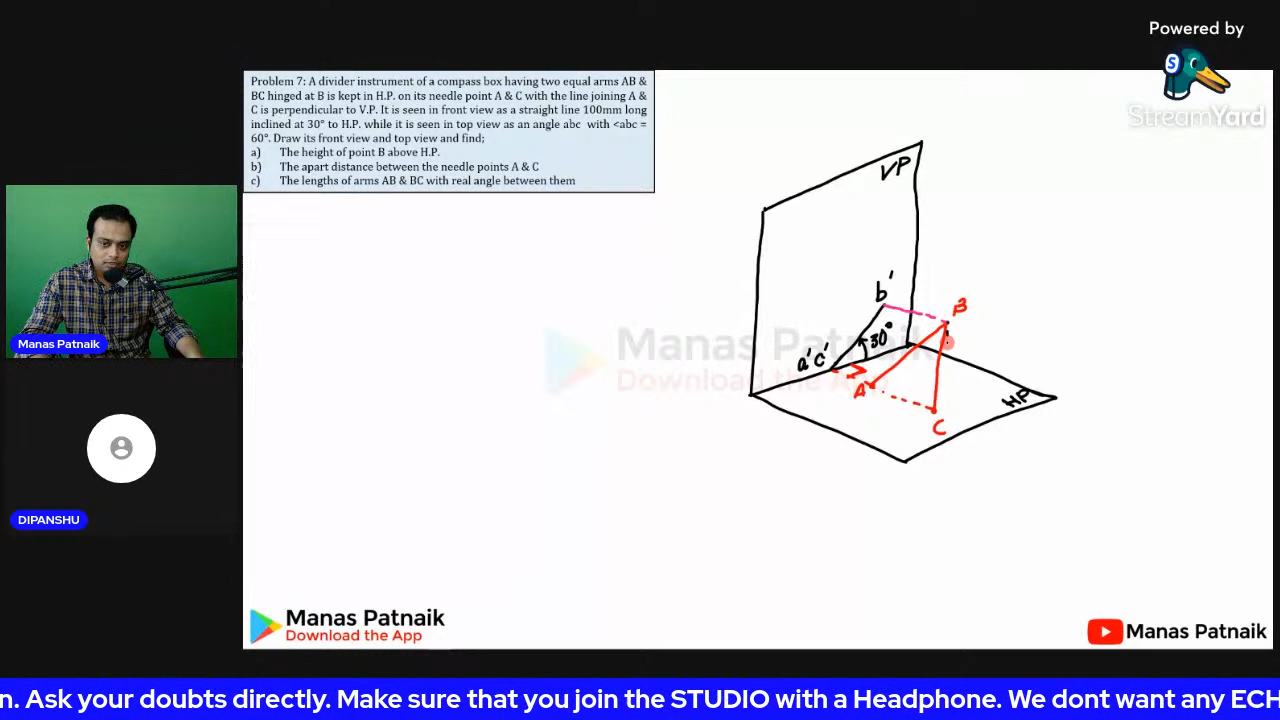 Powered by
S
StreamYard
Problem 7: A divider instrument of a compass box having two equal arms AB &
BC hinged at B is kept in H.P. on its needle point A & C with the line joining A &
C is perpendicular to V.P. It is seen in front view as a straight line 100mm long
inclined at 30° to H.P. while it is seen in top view as an angle abc with <abc =
60°. Draw its front view and top view and find;
a) The height of point B above H.P.
b) The apart distance between the needle points A & C
c) The lengths of arms AB & BC with real angle between them
VP
b'
B
30°
a'c'
A
HP
C
Manas Patnaik
Download the App
Manas Patnaik
DIPANSHU
Manas Patnaik
Download the App
Manas Patnaik
n. Ask your doubts directly. Make sure that you join the STUDIO with a Headphone. We dont want any ECH